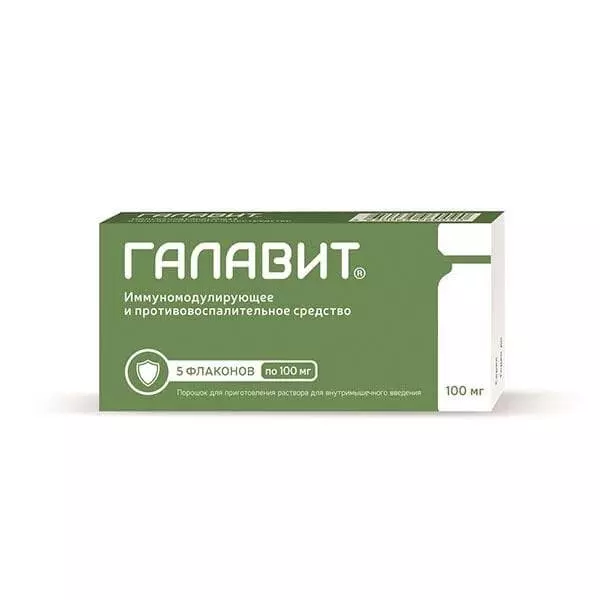 ГАЛАВИТ®
Иммуномодулирующее
и противовоспалительное средство
5 ФЛАКОНОВ по 100 мг
Порошок для приготовления раствора для внутримышечного введения
100 мг